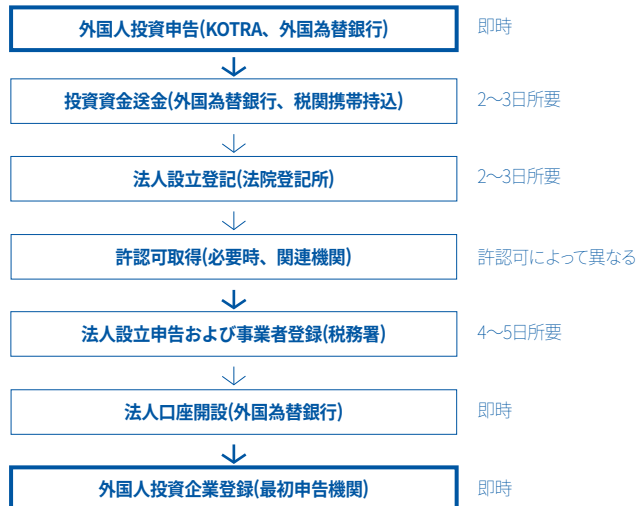 外国人投資申告(KOTRA、外国為替銀行) 即時
投資資金送金(外国為替銀行、税関携帯持込) 2〜3日所要
法人設立登記(法院登記所) 2〜3日所要
許認可取得(必要時、関連機関) 許認可によって異なる
法人設立申告および事業者登録(税務署) 4〜5日所要
法人口座開設(外国為替銀行) 即時
外国人投資企業登録(最初申告機関) 即時